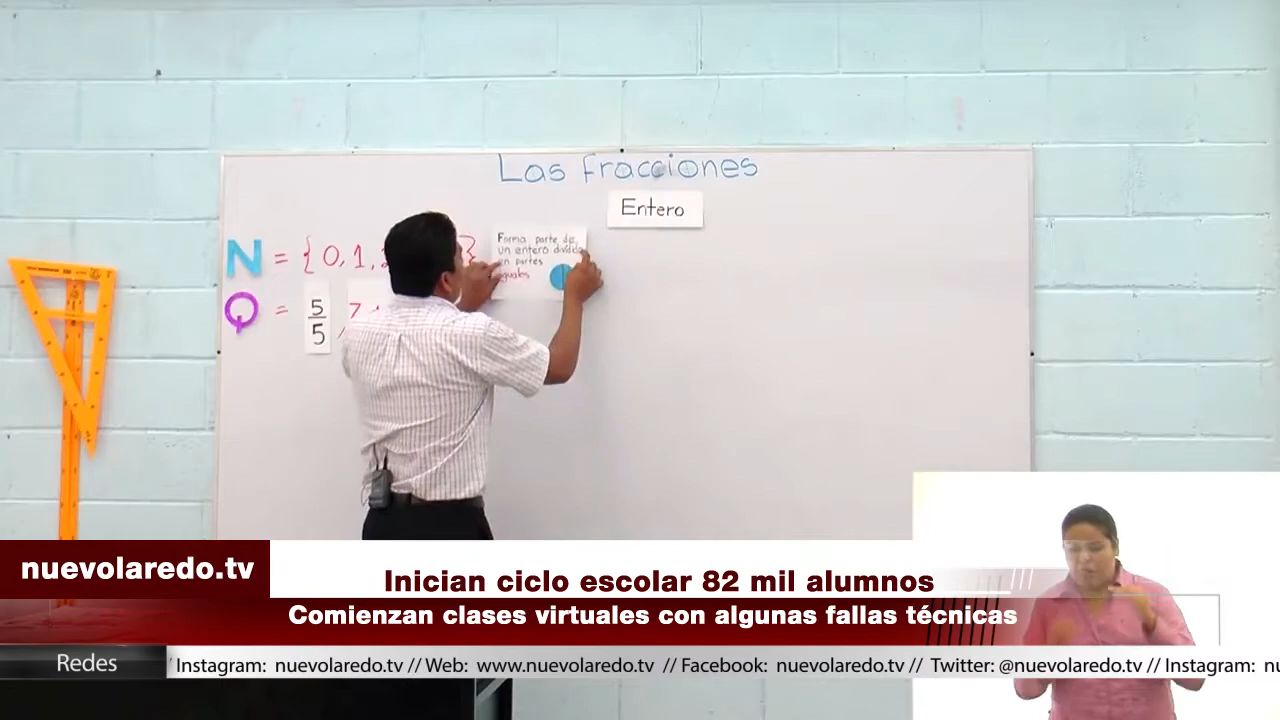 Las Fracciones
Entero
N = {0, 1, }
Forma parte de
un entero dividido
en partes
iguales
Q = 5/5, 7
nuevolaredo.tv
Inician ciclo escolar 82 mil alumnos
Comienzan clases virtuales con algunas fallas técnicas
Redes
/ Instagram: nuevolaredo.tv // Web: www.nuevolaredo.tv // Facebook: nuevolaredo.tv // Twitter: @nuevolaredo.tv // Instagram: